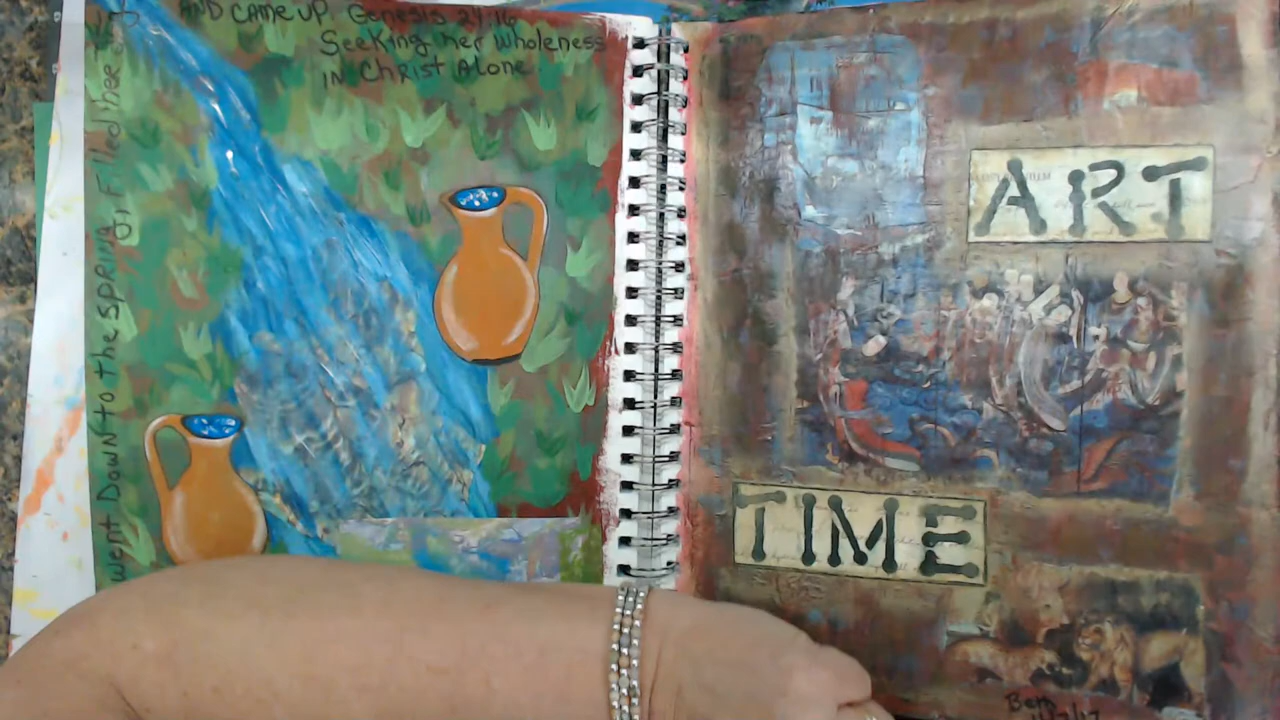 AND CAME UP. Genesis 24:16
Seeking her wholeness
IN Christ Alone
went Down to the SPRING
Filled her
ART
TIME